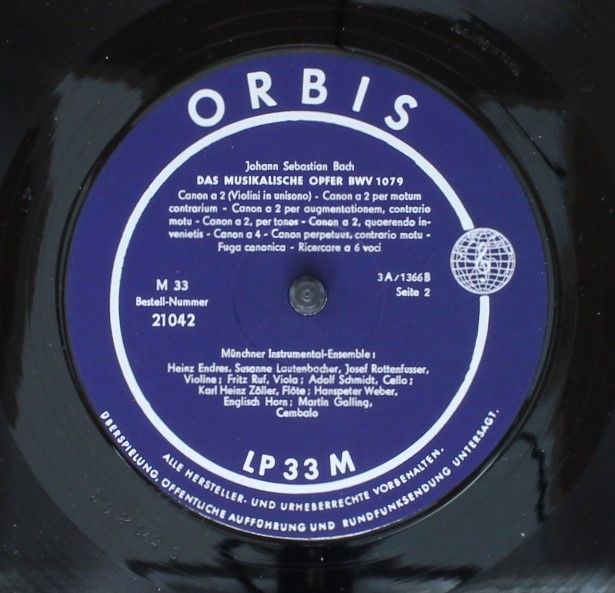 ORBIS
Johann Sebastian Bach
DAS MUSIKALISCHE OPFER BWV 1079
Canon a 2 (Violini in unisono) - Canon a 2 per motum
contrarium - Canon a 2 per augmentationem, contrario
motu - Canon a 2, per tonos - Canon a 2, quaerendo in-
venietis - Canon a 4 - Canon perpetuus, contrario motu -
Fuga canonica - Ricercare a 6 voci
M 33
Bestell-Nummer
21042
3A/1366B
Seite 2
Münchner Instrumental-Ensemble:
Heinz Endres, Susanne Lautenbacher, Josef Rottenfusser,
Violine; Fritz Ruf, Viola; Adolf Schmidt, Cello;
Karl Heinz Zöller, Flöte; Hanspeter Weber,
Englisch Horn; Martin Galling,
Cembalo
LP 33 M
ALLE HERSTELLER- UND URHEBERRECHTE VORBEHALTEN.
ÜBERSPIELUNG, ÖFFENTLICHE AUFFÜHRUNG UND RUNDFUNKSENDUNG UNTERSAGT.